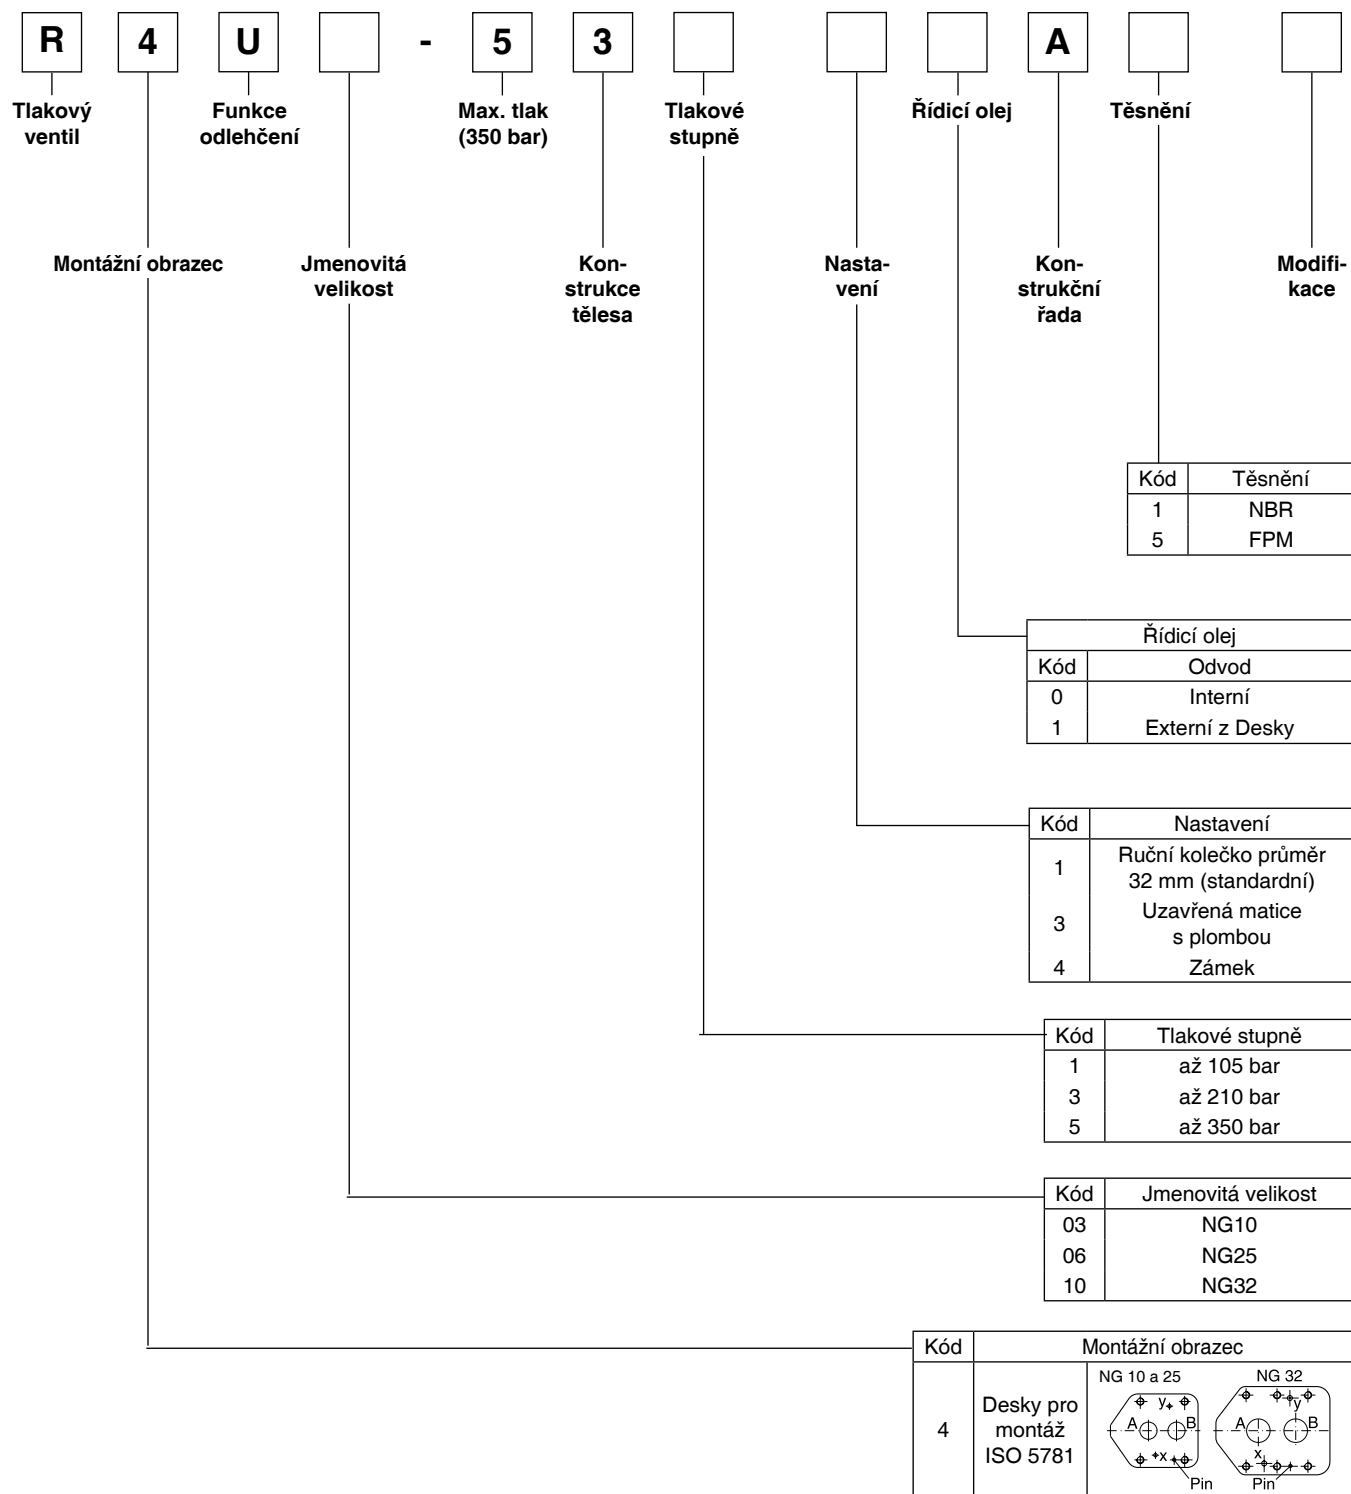 R 4 U - 5 3 A
Tlakový Funkce Max. tlak Tlakové Řídicí olej Těsnění
ventil odlehčení (350 bar) stupně
Montážní obrazec Jmenovitá Kon- Nasta- Kon- Modifi-
velikost strukce vení strukční kace
tělesa řada
Kód Těsnění
1 NBR
5 FPM
Řídicí olej
Kód Odvod
0 Interní
1 Externí z Desky
Kód Nastavení
1 Ruční kolečko průměr
32 mm (standardní)
3 Uzavřená matice
s plombou
4 Zámek
Kód Tlakové stupně
1 až 105 bar
3 až 210 bar
5 až 350 bar
Kód Jmenovitá velikost
03 NG10
06 NG25
10 NG32
Kód Montážní obrazec
4 Desky pro
montáž
ISO 5781
NG 10 a 25 NG 32
y y
A B A B
x x
Pin Pin